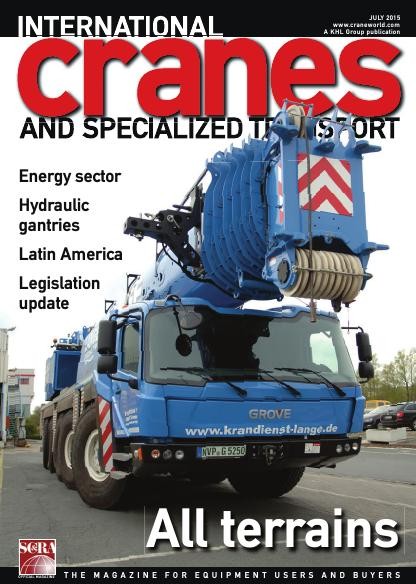 INTERNATIONAL
JULY 2015
www.craneworld.com
A KHL Group publication
cranes
AND SPECIALIZED TRANSPORT
Energy sector
Hydraulic
gantries
Latin America
Legislation
update
GROVE
www.krandienst-lange.de
NVP G 5250
All terrains
SC&RA
OFFICIAL MAGAZINE
THE MAGAZINE FOR EQUIPMENT USERS AND BUYERS